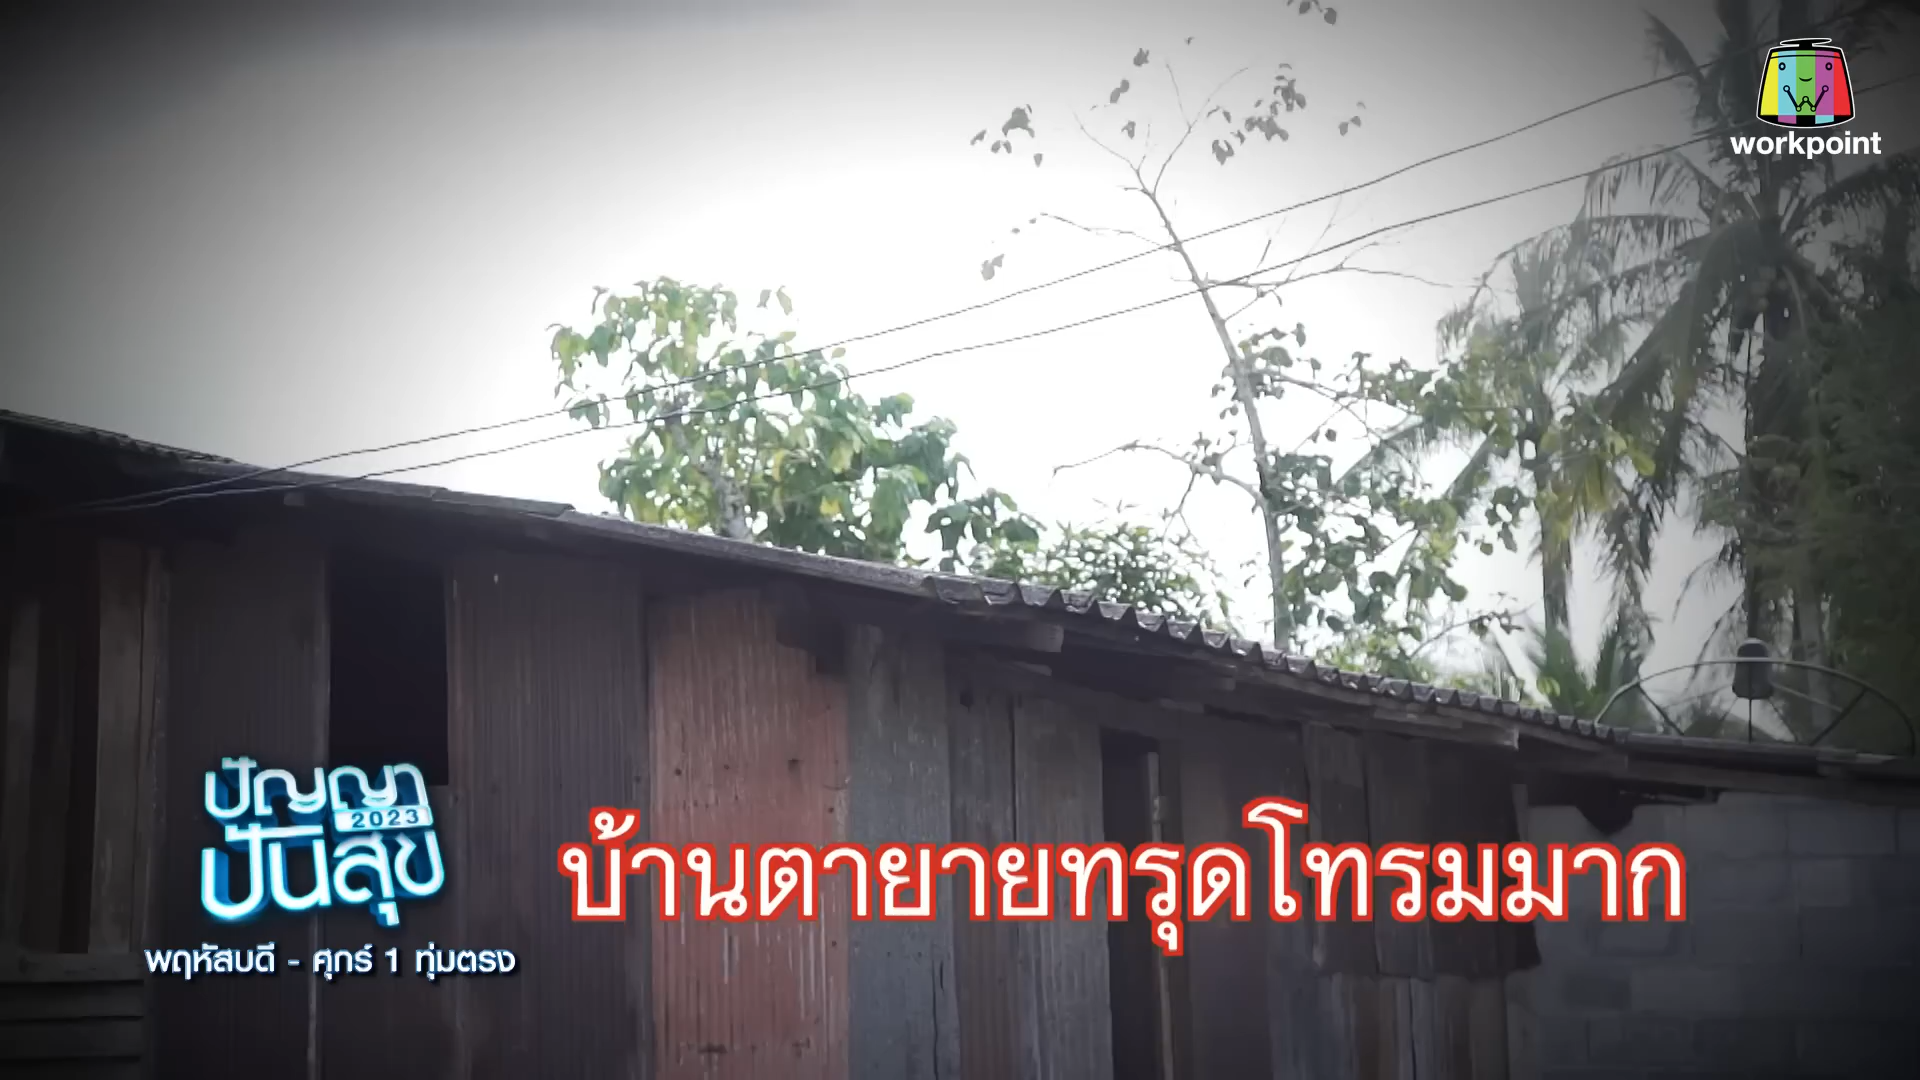 workpoint
ปัญญา
2023
ปันสุข
บ้านตายายทรุดโทรมมาก
พฤหัสบดี - ศุกร์ 1 ทุ่มตรง